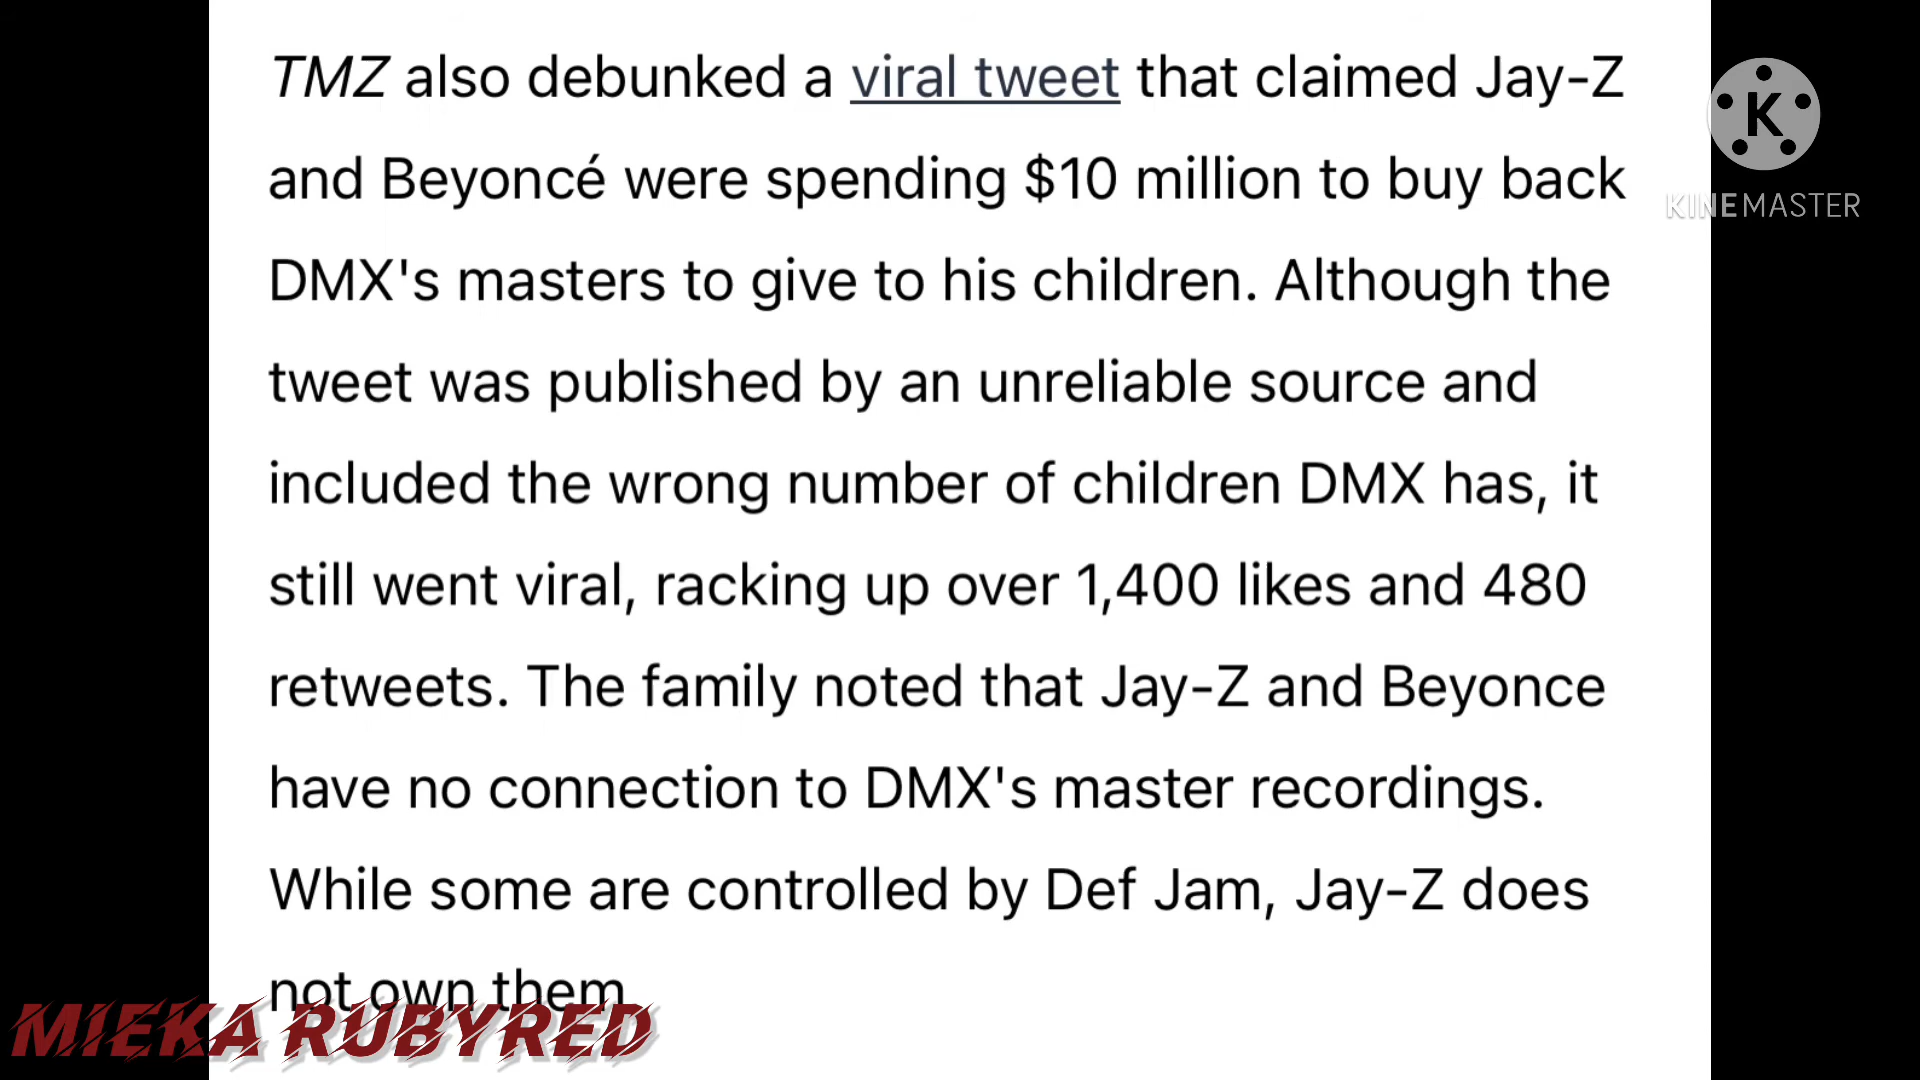 TMZ also debunked a viral tweet that claimed Jay-Z
and Beyoncé were spending $10 million to buy back
DMX's masters to give to his children. Although the
tweet was published by an unreliable source and
included the wrong number of children DMX has, it
still went viral, racking up over 1,400 likes and 480
retweets. The family noted that Jay-Z and Beyonce
have no connection to DMX's master recordings.
While some are controlled by Def Jam, Jay-Z does
not own them.
K
KINEMASTER
MIEKA RUBYRED